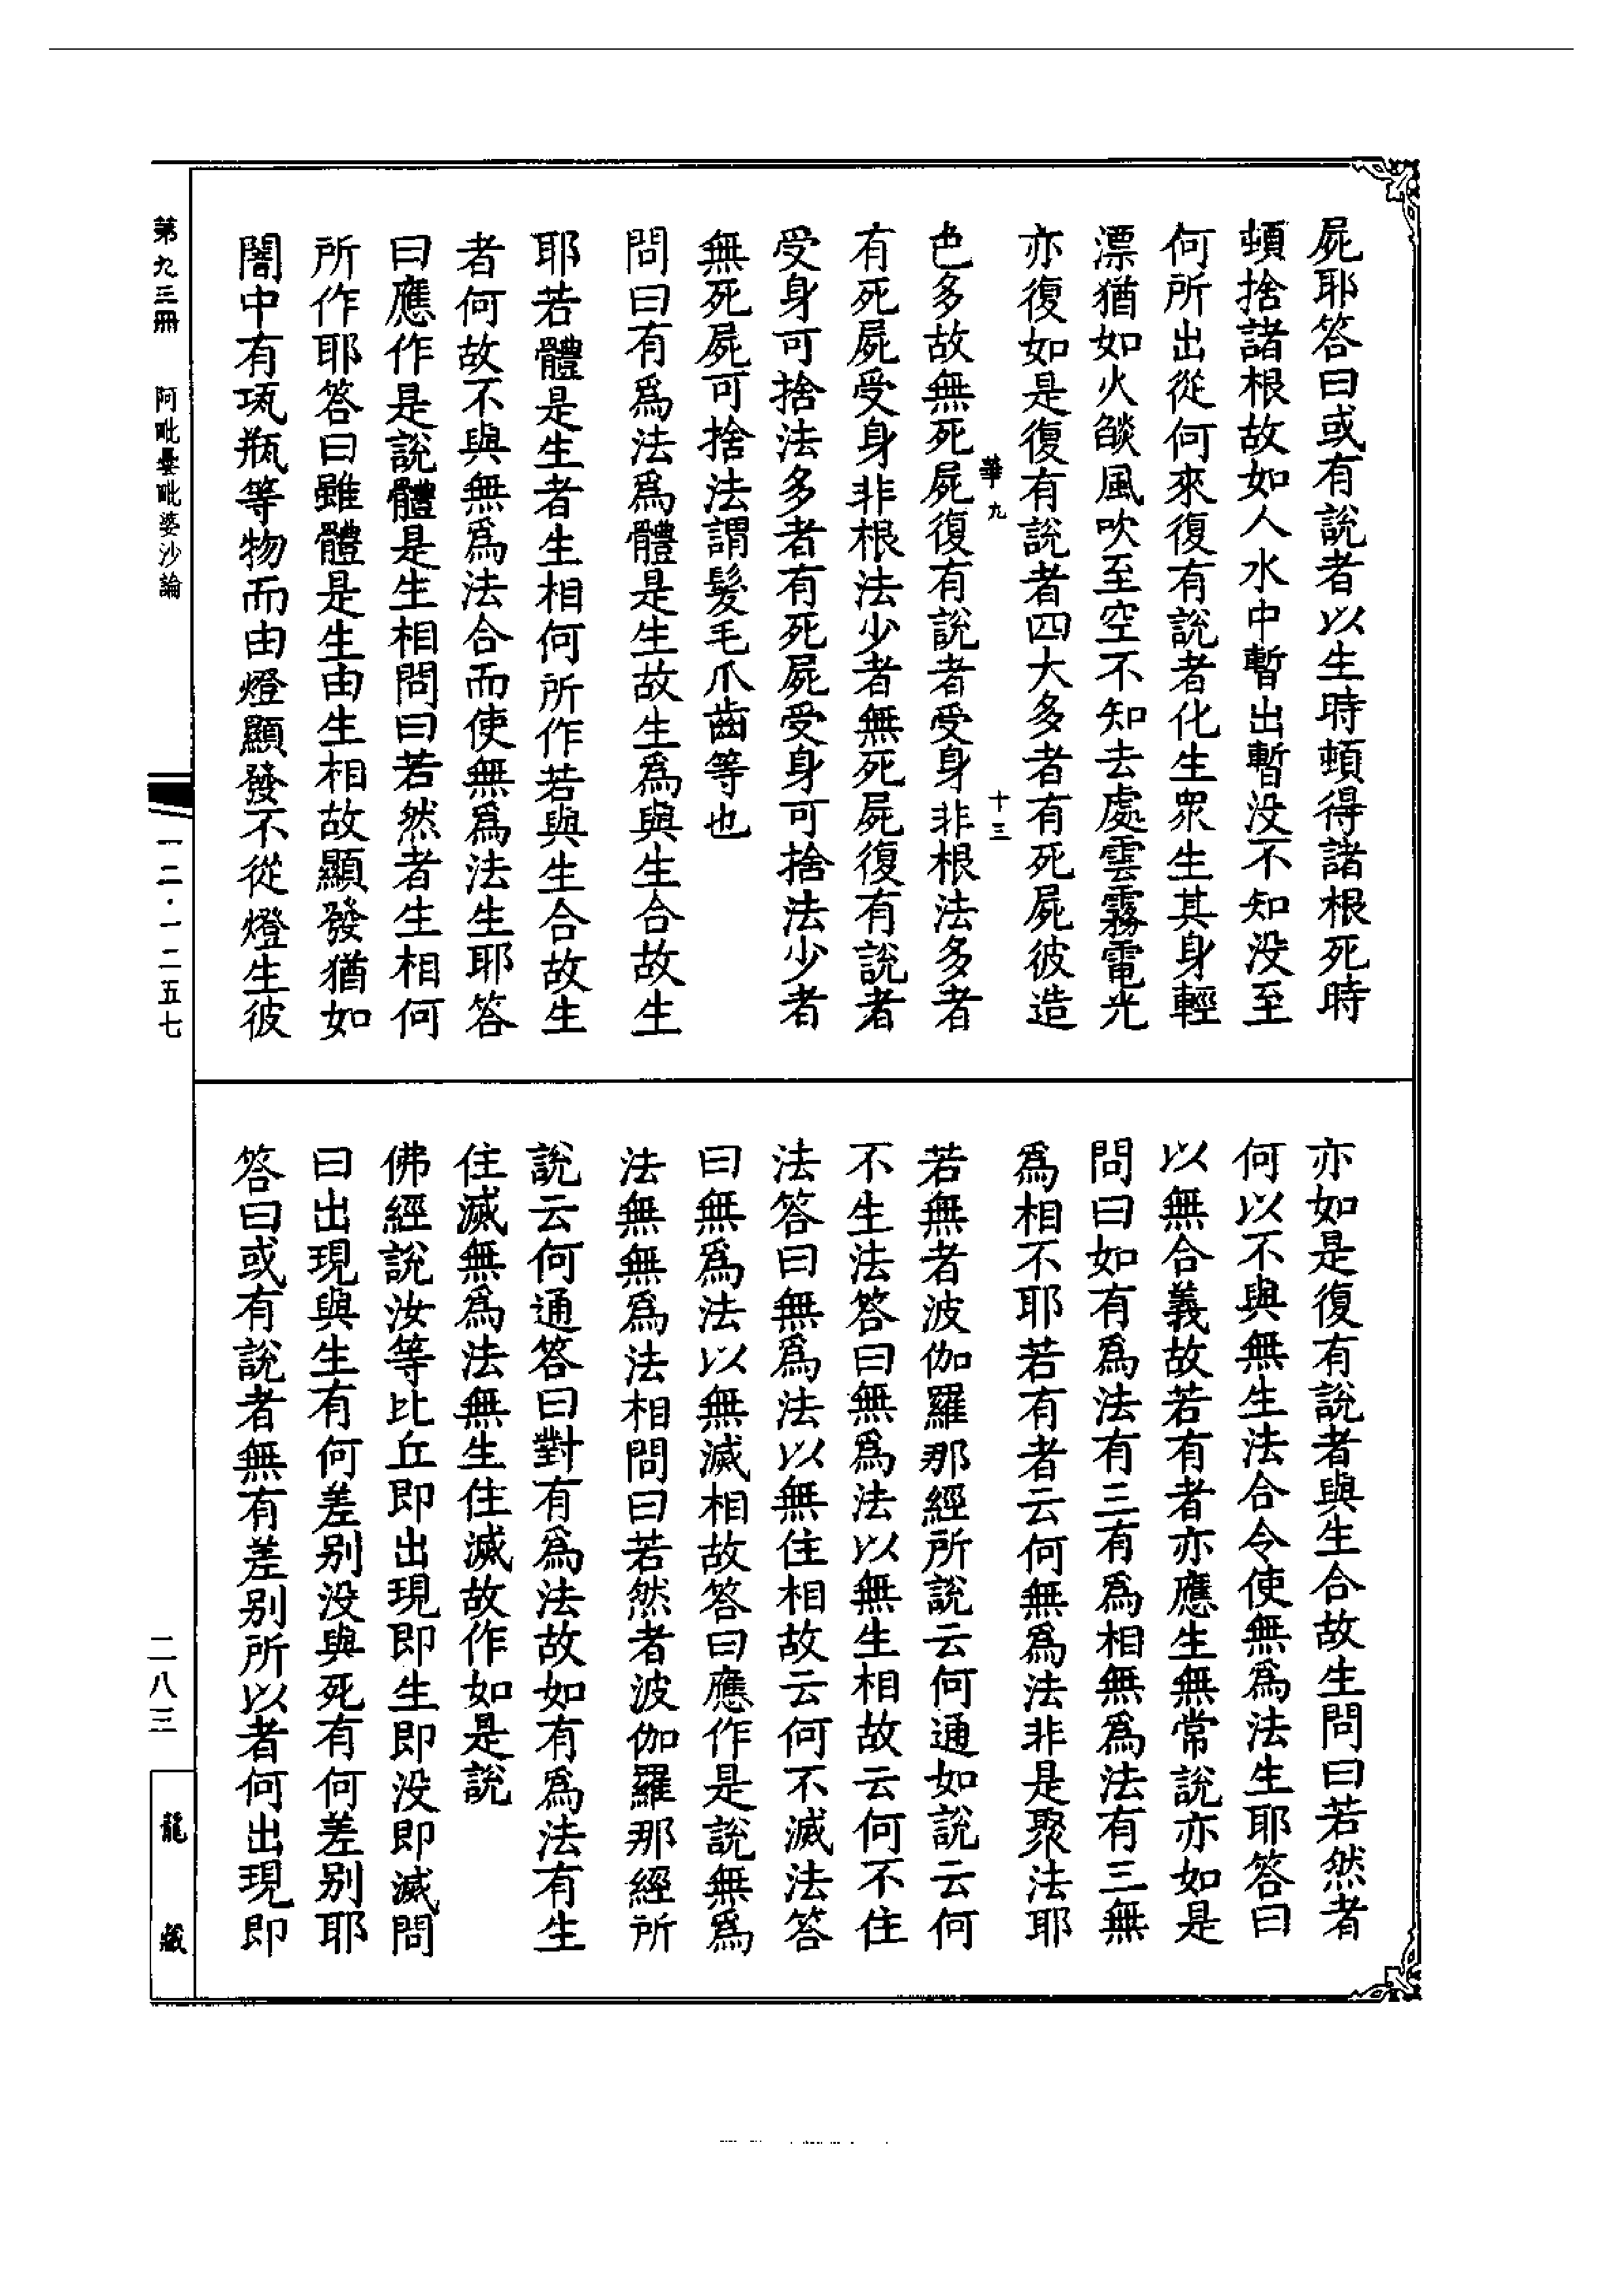 屍耶答曰或有說者以生時頓得諸根死時
頓捨諸根故如人水中暫出暫没不知没至
何所出從何來復有說者化生衆生其身輕
漂猶如火燄風吹至空不知去處雲霧電光
亦復如是復有說者四大多者有死屍彼造
華九
十三
色多故無死屍復有說者受身非根法多者
有死屍受身非根法少者無死屍復有說者
受身可捨法多者有死屍受身可捨法少者
無死屍可捨法謂髮毛爪齒等也
問曰有爲法爲體是生故生爲與生合故生
耶若體是生者生相何所作若與生合故生
者何故不與無爲法合而使無爲法生耶答
曰應作是說體是生相問曰若然者生相何
所作耶答曰雖體是生由生相故顯發猶如
闇中有瓨瓶等物而由燈顯發不從燈生彼
亦如是復有說者與生合故生問曰若然者
何以不與無生法合令使無爲法生耶答曰
以無合義故若有者亦應生無常說亦如是
問曰如有爲法有三有爲相無爲法有三無
爲相不耶若有者云何無爲法非是聚法耶
若無者波伽羅那經所說云何通如說云何
不生法答曰無爲法以無生相故云何不住
法答曰無爲法以無住相故云何不滅法答
曰無爲法以無滅相故答曰應作是說無爲
法無無爲法相問曰若然者波伽羅那經所
說云何通答曰對有爲法故如有爲法有生
住滅無爲法無生住滅故作如是說
佛經說汝等比丘即出現即生即没即滅問
曰出現與生有何差别没與死有何差别耶
答曰或有說者無有差别所以者何出現即
第九三冊
阿毗曇毗婆沙論
一二·一二五七
二八三
龍藏